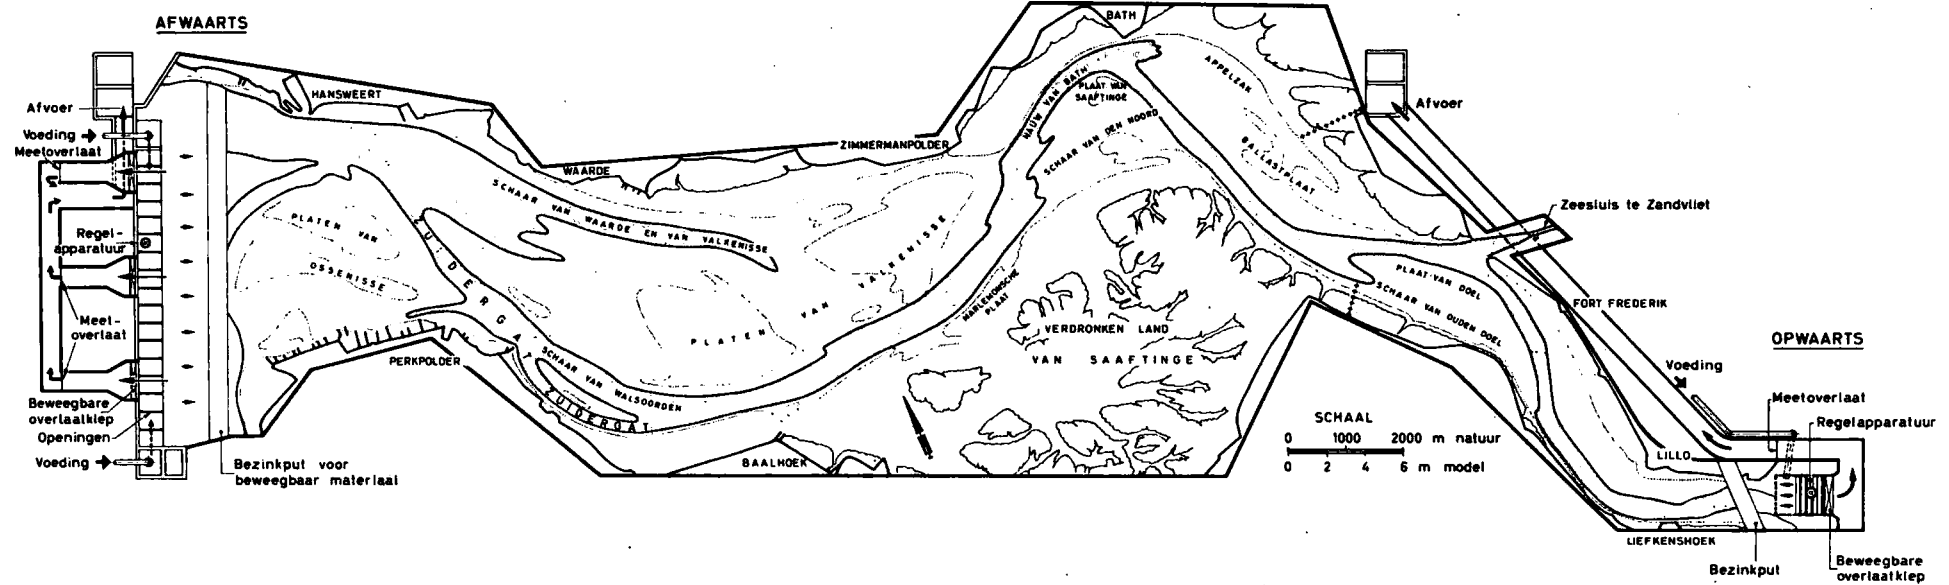 AFWAARTS
Afvoer
Voeding
Meetoverlaat
Regel-
apparatuur
Meet-
overlaat
Beweegbare
overlaatklep
Openingen
Voeding
Bezinkput voor
beweegbaar materiaal
HANSWEERT
WAARDE
ZIMMERMANPOLDER
BATH
SCHAAR VAN WAARDE EN VAN VALKENISSE
PLATEN VAN
OSSENISSE
ZUIDERGAT
PERKPOLDER
SCHAAR VAN WALSOORDEN
ZUIDERGAT
BAALHOEK
PLATEN VAN VALKENISSE
NAUW VAN BATH
PLAAT VAN
SAAFTINGE
SCHAAR VAN DEN NOORD
MARLEMONSCHE
PLAAT
VERDRONKEN LAND
VAN SAAFTINGE
APPELZAK
BALLASTPLAAT
Afvoer
Zeesluis te Zandvliet
PLAAT VAN DOEL
SCHAAR VAN OUDEN DOEL
FORT FREDERIK
OPWAARTS
Voeding
Meetoverlaat
Regelapparatuur
SCHAAL
0 1000 2000 m natuur
0 2 4 6 m model
LILLO
LIEFKENSHOEK
Bezinkput
Beweegbare
overlaatklep